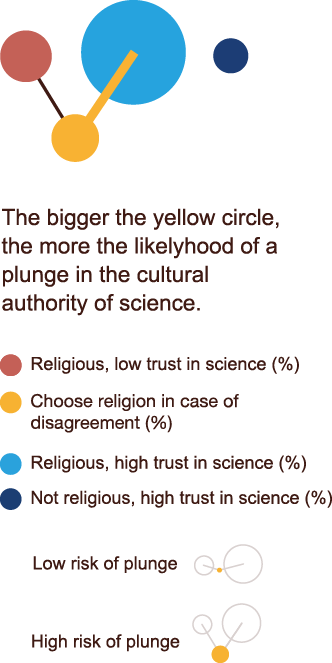 The bigger the yellow circle,
the more the likelyhood of a
plunge in the cultural
authority of science.
Religious, low trust in science (%)
Choose religion in case of
disagreement (%)
Religious, high trust in science (%)
Not religious, high trust in science (%)
Low risk of plunge
High risk of plunge